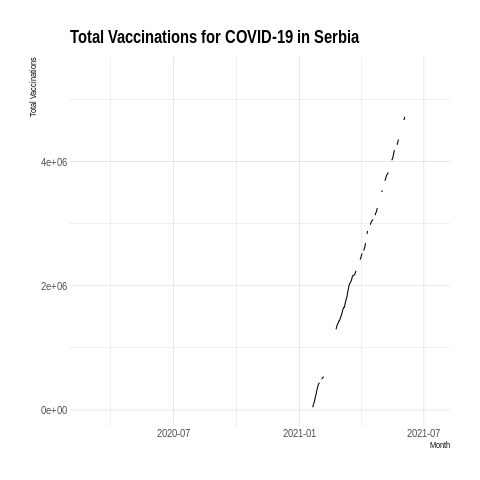 Total Vaccinations for COVID-19 in Serbia
Total Vaccinations
4e+06
2e+06
0e+00
2020-07 2021-01 2021-07
Month